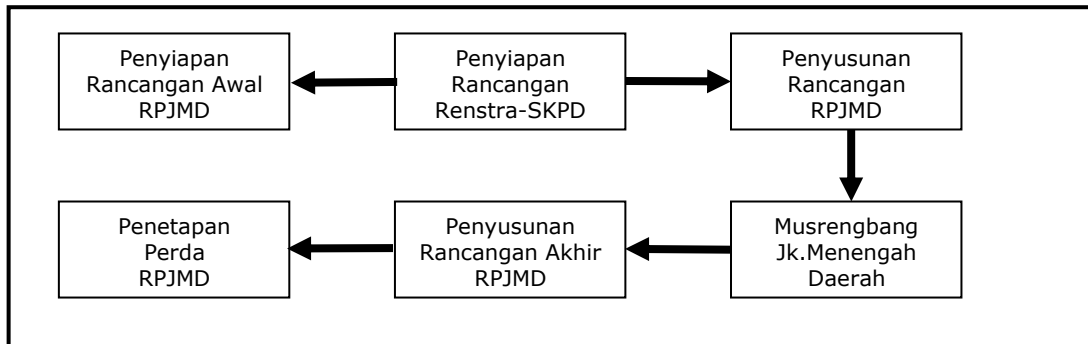 Penyiapan
Rancangan Awal
RPJMD
Penyiapan
Rancangan
Renstra-SKPD
Penyusunan
Rancangan
RPJMD
Penetapan
Perda
RPJMD
Penyusunan
Rancangan Akhir
RPJMD
Musrengbang
Jk.Menengah
Daerah